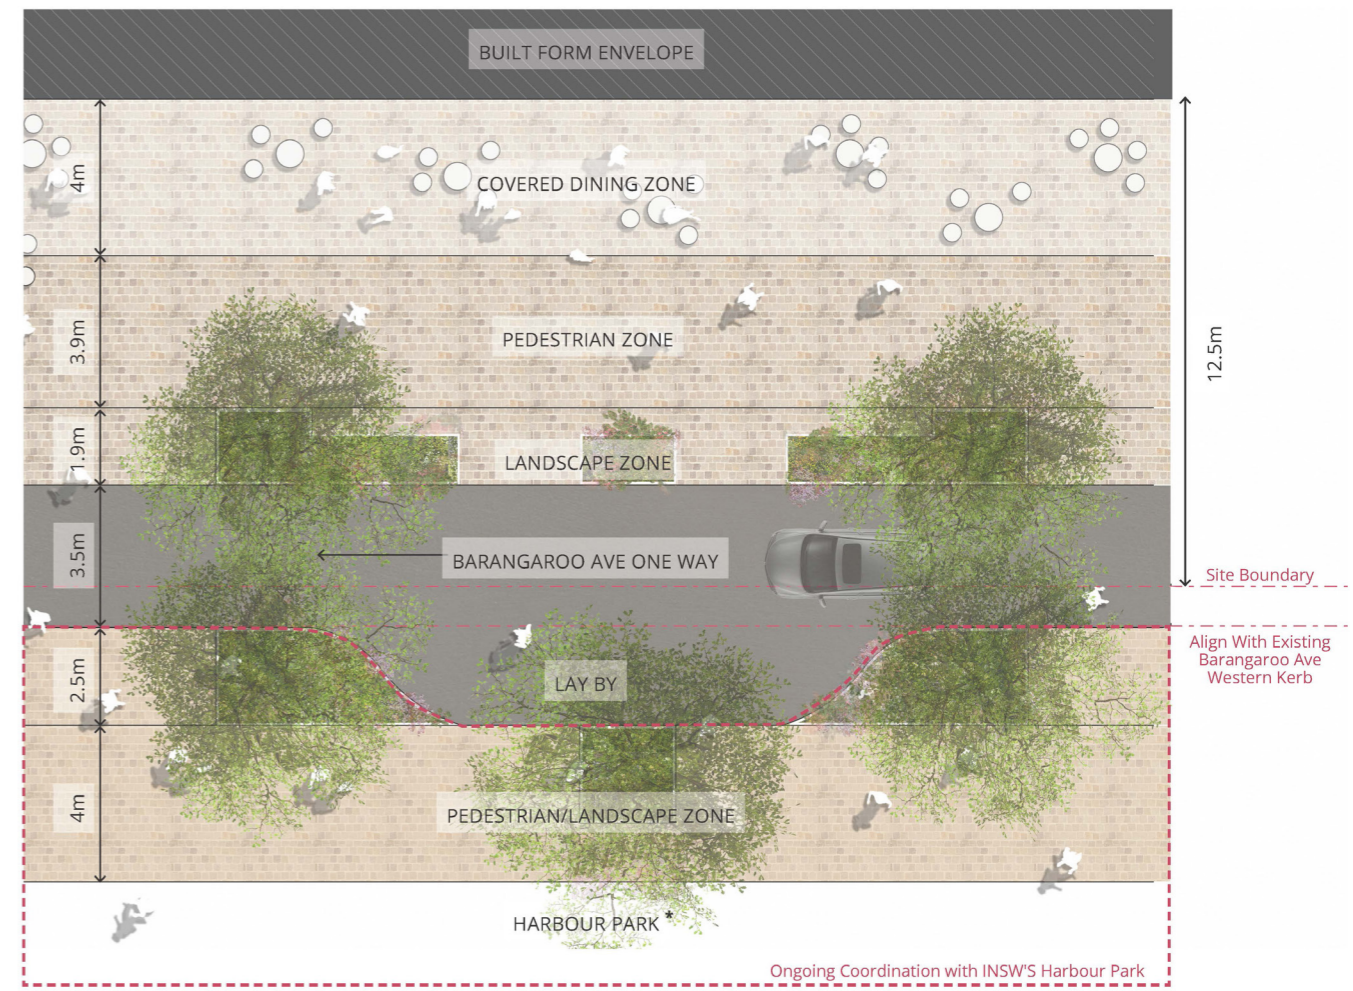 BUILT FORM ENVELOPE
4m
COVERED DINING ZONE
3.9m
PEDESTRIAN ZONE
12.5m
1.9m
LANDSCAPE ZONE
3.5m
BARANGAROO AVE ONE WAY
Site Boundary
Align With Existing
Barangaroo Ave
Western Kerb
2.5m
LAY BY
4m
PEDESTRIAN/LANDSCAPE ZONE
HARBOUR PARK *
Ongoing Coordination with INSW'S Harbour Park